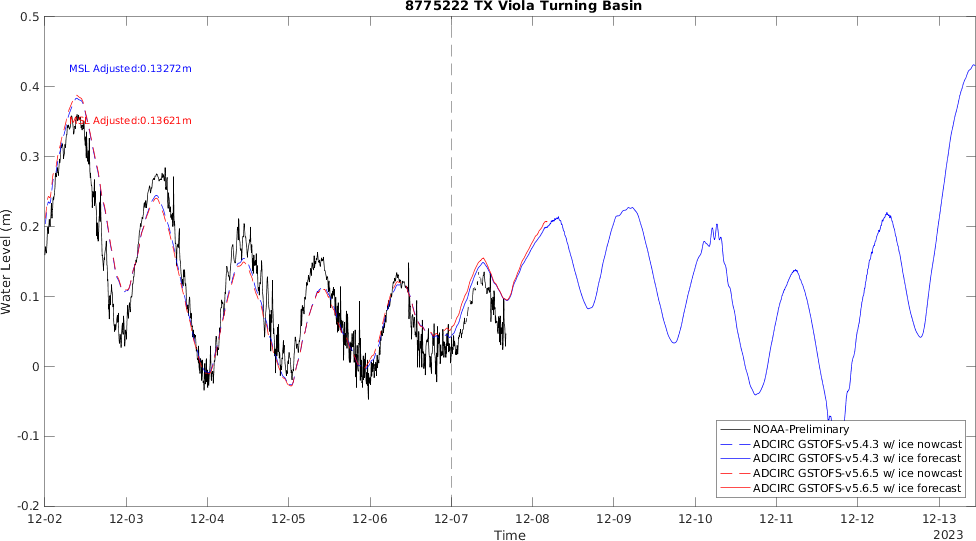 8775222 TX Viola Turning Basin
0.5
MSL Adjusted:0.13272m
0.4
MSL Adjusted:0.13621m
0.3
0.2
0.1
0
-0.1
-0.2
Water Level (m)
NOAA-Preliminary
ADCIRC GSTOFS-v5.4.3 w/ ice nowcast
ADCIRC GSTOFS-v5.4.3 w/ ice forecast
ADCIRC GSTOFS-v5.6.5 w/ ice nowcast
ADCIRC GSTOFS-v5.6.5 w/ ice forecast
12-02 12-03 12-04 12-05 12-06 12-07 12-08 12-09 12-10 12-11 12-12 12-13
Time
2023